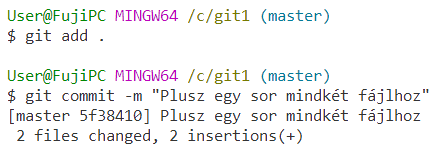 User@FujiPC MINGW64 /c/git1 (master)
$ git add .
User@FujiPC MINGW64 /c/git1 (master)
$ git commit -m "Plusz egy sor mindkét fájlhoz"
[master 5f38410] Plusz egy sor mindkét fájlhoz
 2 files changed, 2 insertions(+)